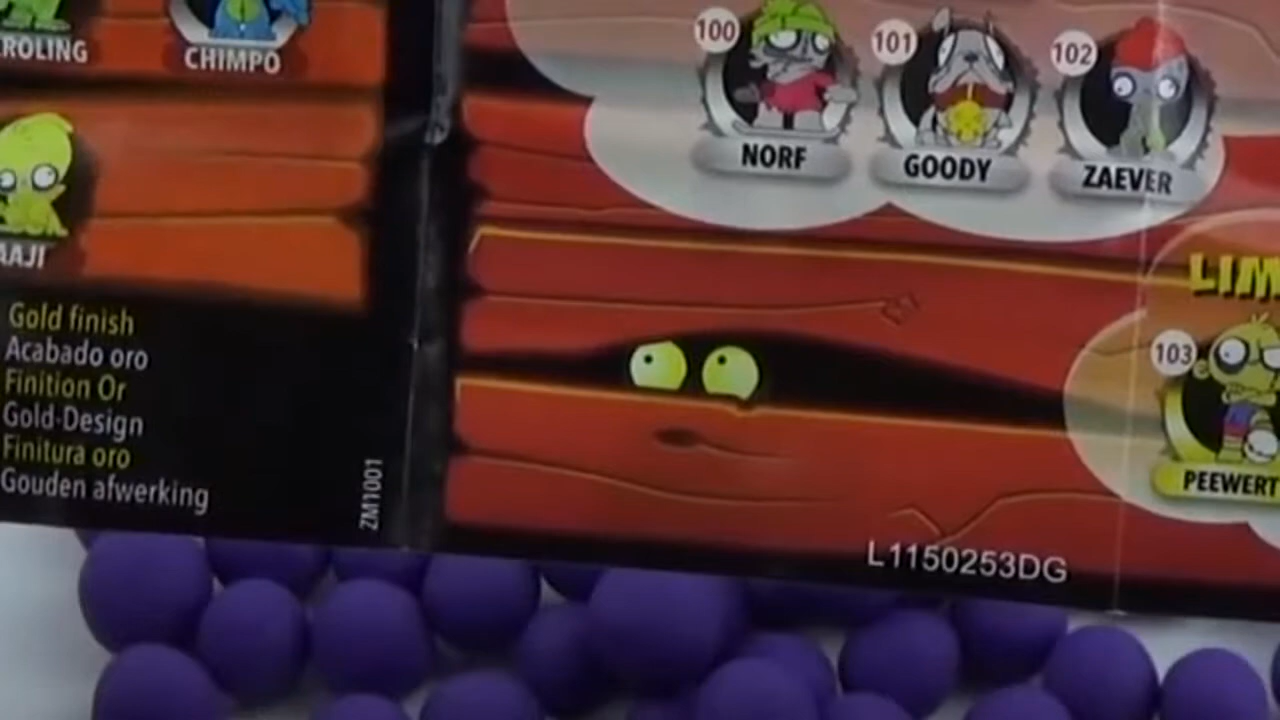 CHIMPO
Gold finish
Acabado oro
Finition Or
Gold-Design
Finitura oro
Gouden afwerking
ZM1001
100
NORF
101
GOODY
102
ZAEVER
103
PEEWERT
L1150253DG